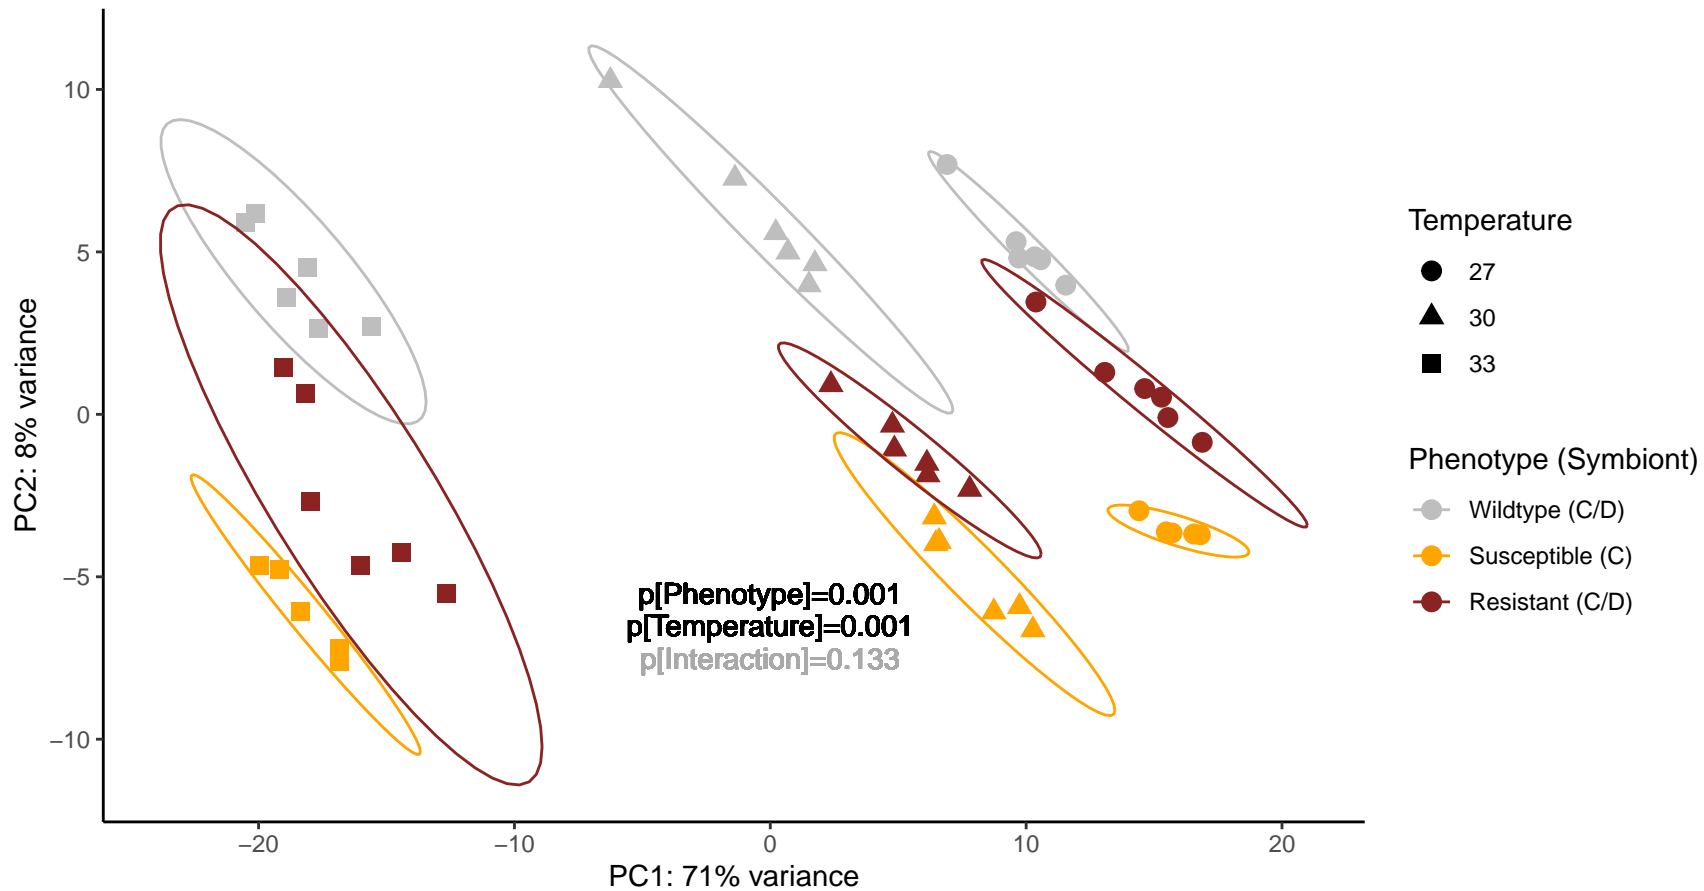 10
5
0
−5
−10
PC2: 8% variance
p[Phenotype]=0.001
p[Temperature]=0.001
p[Interaction]=0.133
−20
−10
0
10
20
PC1: 71% variance
Temperature
27
30
33
Phenotype (Symbiont)
Wildtype (C/D)
Susceptible (C)
Resistant (C/D)